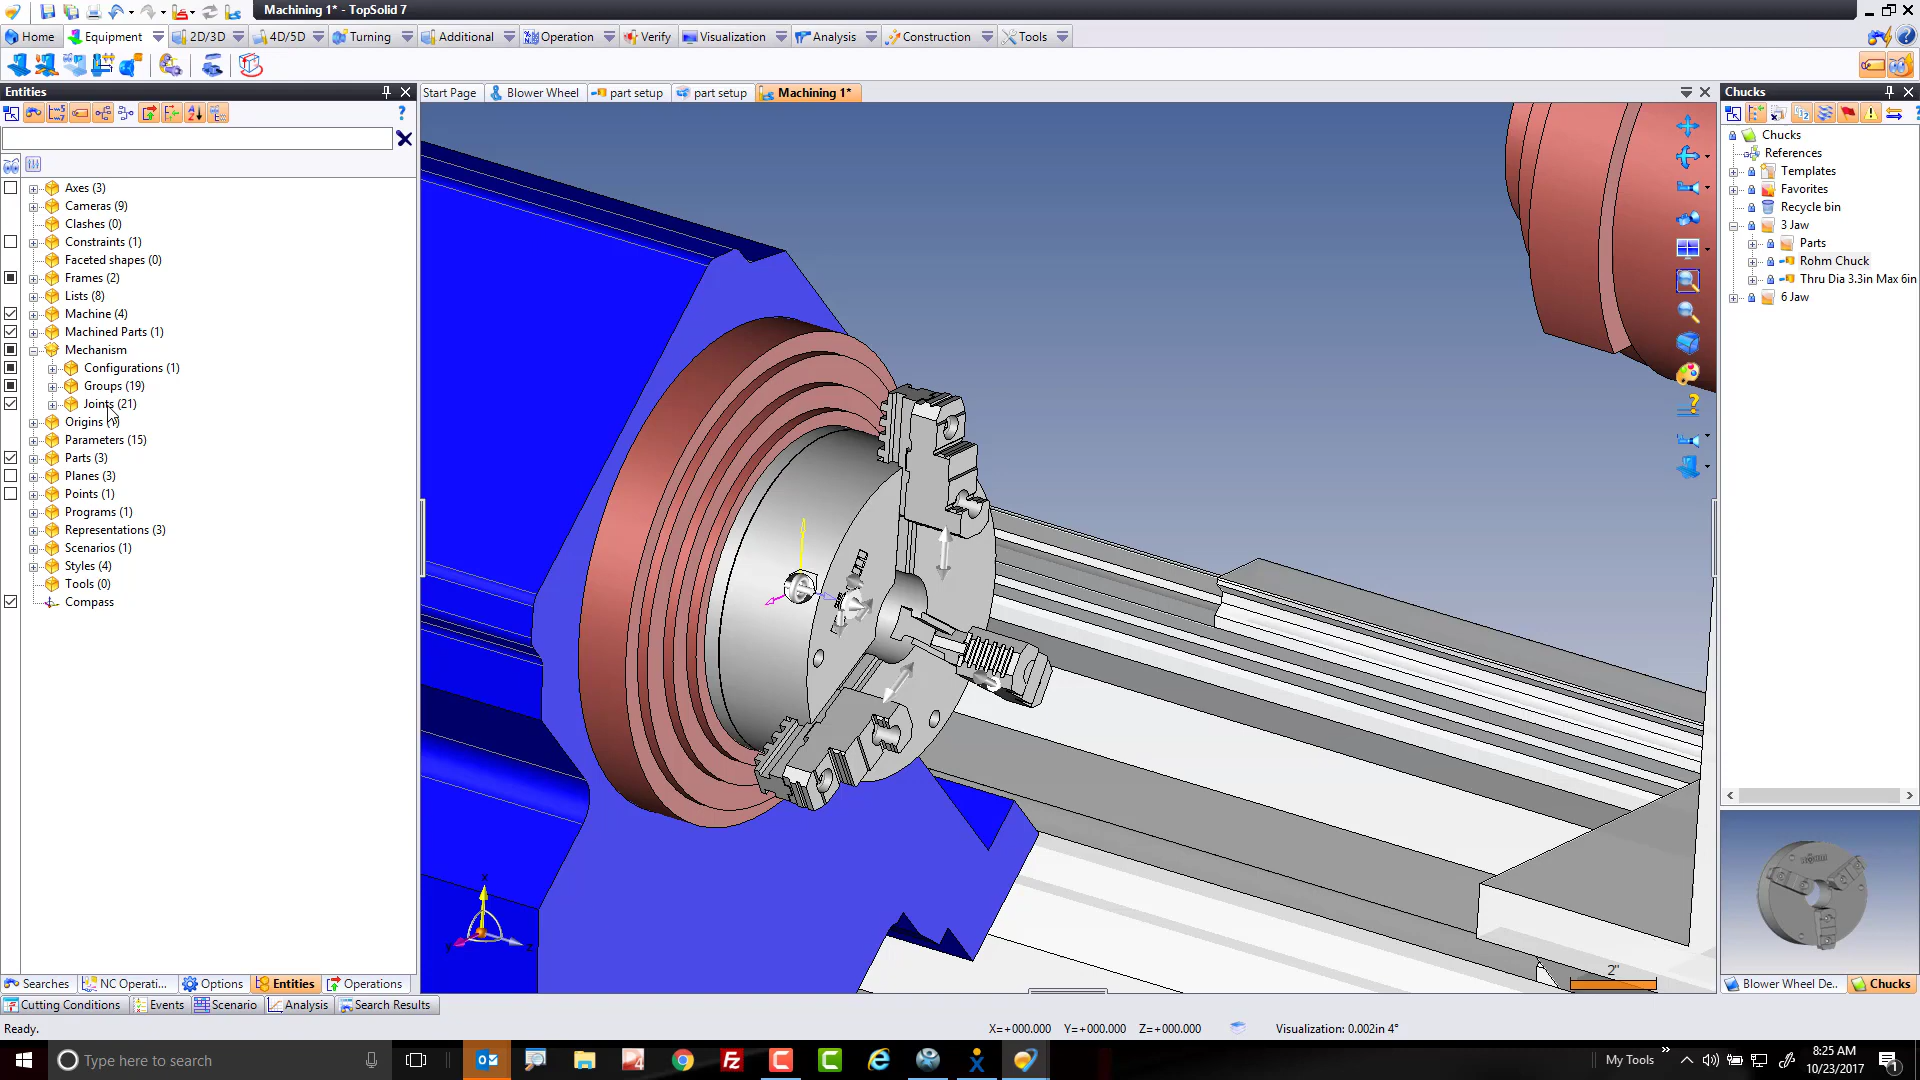 Machining 1* - TopSolid 7
Home Equipment 2D/3D 4D/5D Turning Additional Operation Verify Visualization Analysis Construction Tools
Entities
Start Page Blower Wheel part setup part setup Machining 1*
Chucks
Axes (3)
Cameras (9)
Clashes (0)
Constraints (1)
Faceted shapes (0)
Frames (2)
Lists (8)
Machine (4)
Machined Parts (1)
Mechanism
Configurations (1)
Groups (19)
Joints (21)
Origins
Parameters (15)
Parts (3)
Planes (3)
Points (1)
Programs (1)
Representations (3)
Scenarios (1)
Styles (4)
Tools (0)
Compass
Chucks
References
Templates
Favorites
Recycle bin
3 Jaw
Parts
Rohm Chuck
Thru Dia 3.3in Max 6in
6 Jaw
X
Y
Z
2"
Searches NC Operati... Options Entities Operations
Blower Wheel De... Chucks
Cutting Conditions Events Scenario Analysis Search Results
Ready.
X=+000.000 Y=+000.000 Z=+000.000 Visualization: 0.002in 4°
Type here to search
My Tools
8:25 AM
10/23/2017
1